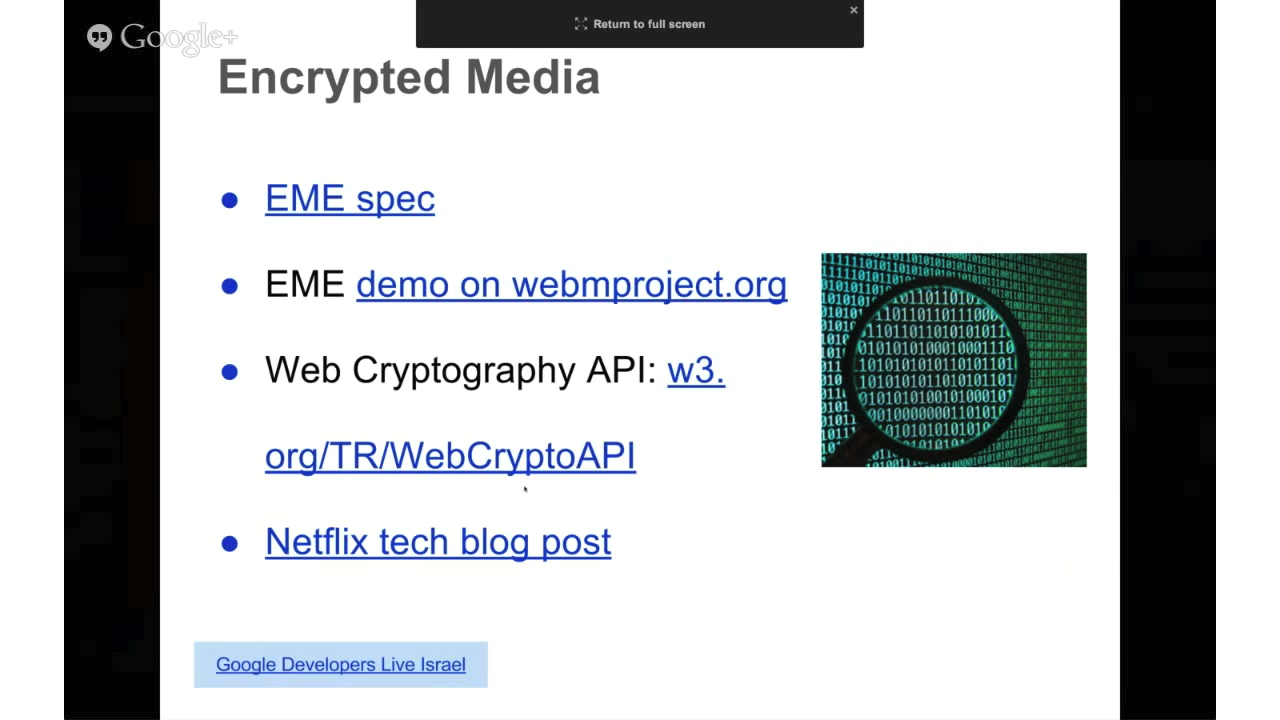 Google+
Return to full screen
Encrypted Media
EME spec
EME demo on webmproject.org
Web Cryptography API: w3.
org/TR/WebCryptoAPI
Netflix tech blog post
Google Developers Live Israel